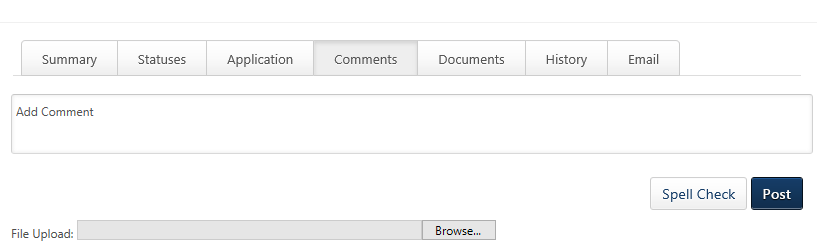 Summary Statuses Application Comments Documents History Email
Add Comment
Spell Check Post
File Upload: Browse...